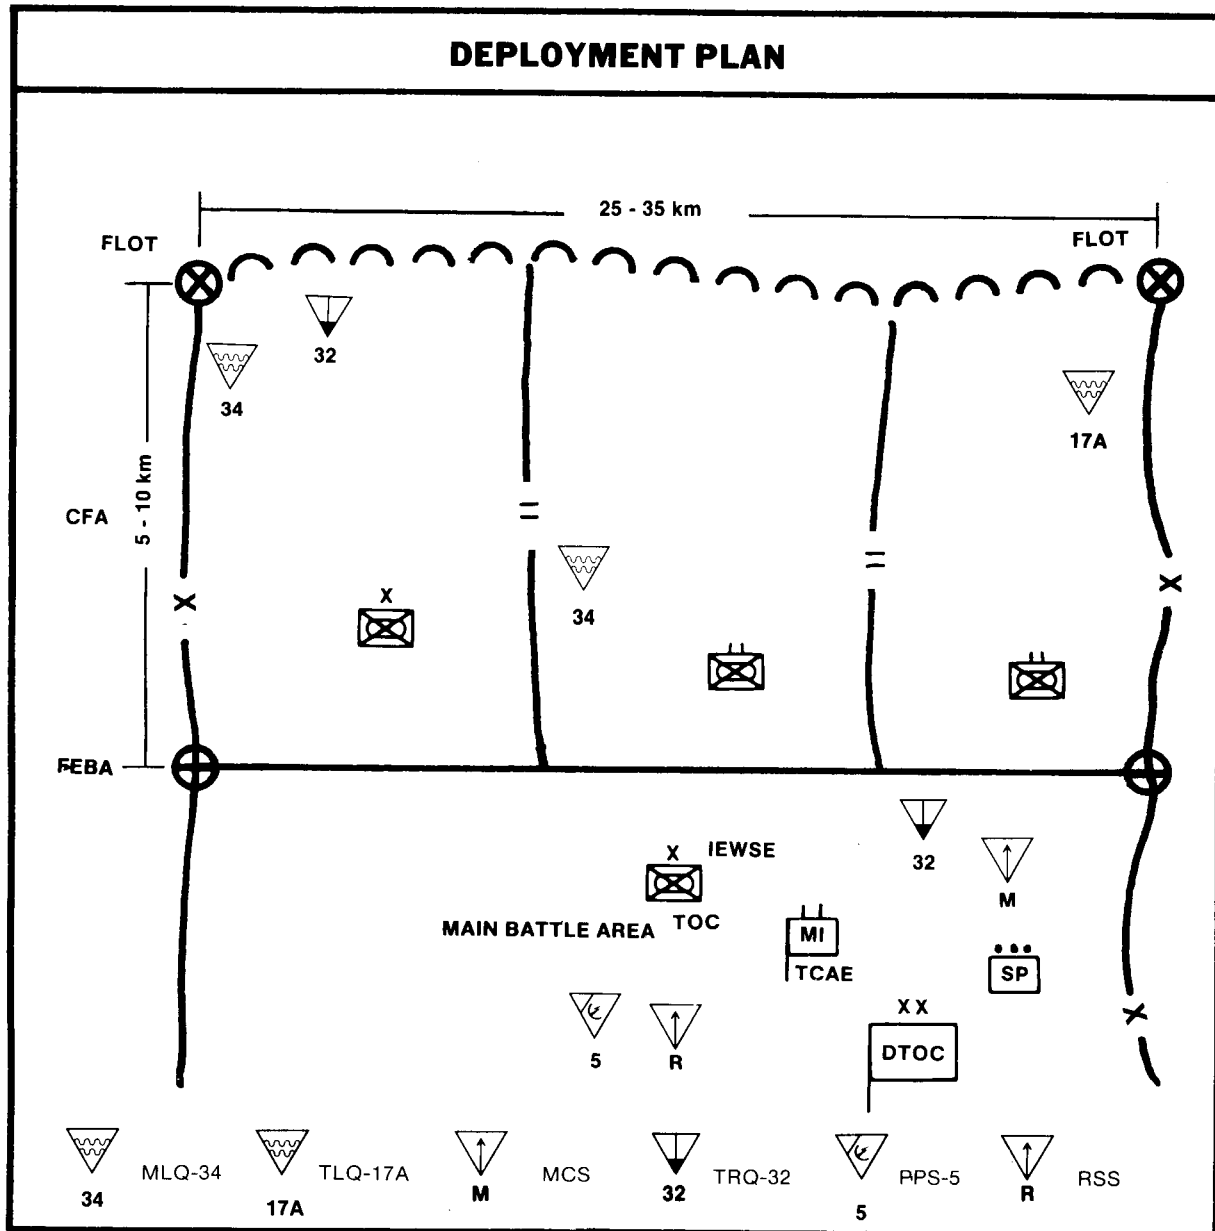 DEPLOYMENT PLAN
25 - 35 km
FLOT
FLOT
32
34
17A
5 - 10 km
CFA
34
X
X
X
FEBA
32
X
IEWSE
M
TOC
MAIN BATTLE AREA
MI
TCAE
SP
XX
X
DTOC
5
R
34
MLQ-34
17A
TLQ-17A
M
MCS
32
TRQ-32
5
PPS-5
R
RSS